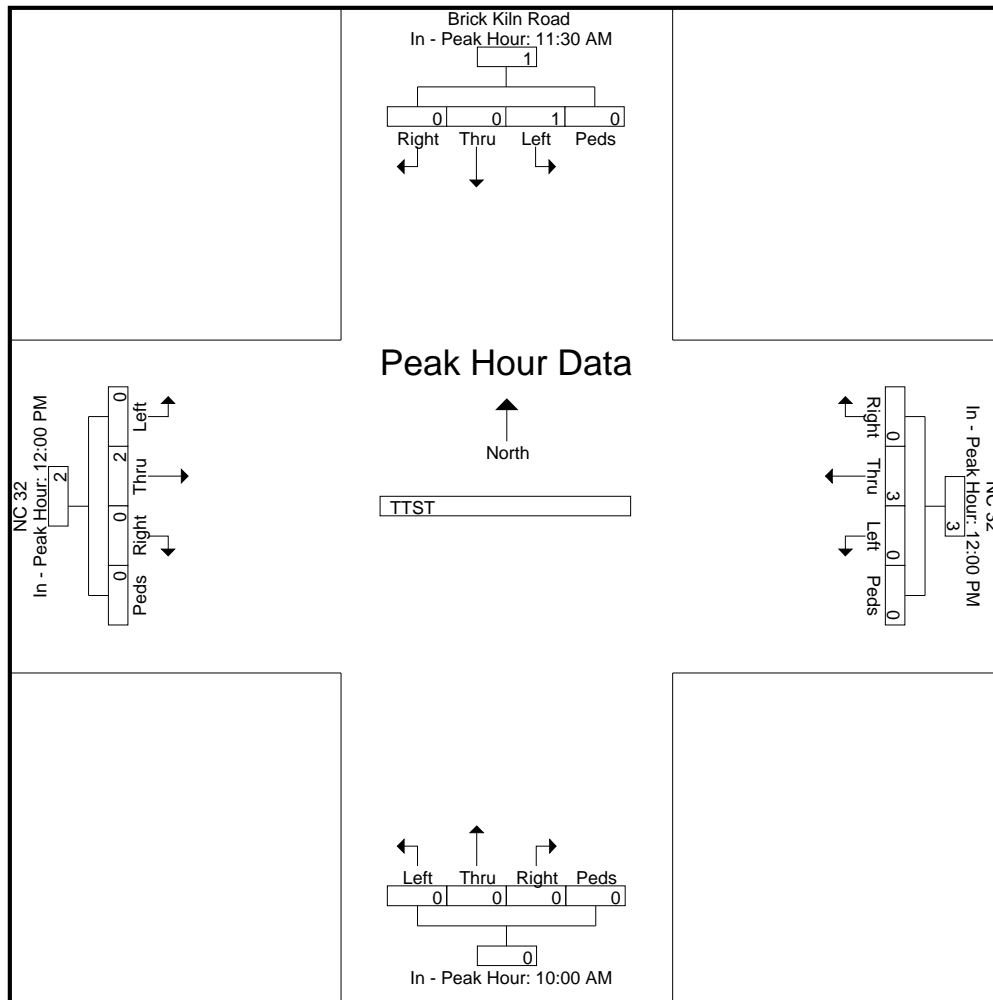 Brick Kiln Road
In - Peak Hour: 11:30 AM
1
0 0 1 0
Right Thru Left Peds
Peak Hour Data
North
TTST
NC 32
In - Peak Hour: 12:00 PM
2
0 2 0 0
Left Thru Right Peds
NC 32
In - Peak Hour: 12:00 PM
3
0 3 0 0
Right Thru Left Peds
Left Thru Right Peds
0 0 0 0
0
In - Peak Hour: 10:00 AM